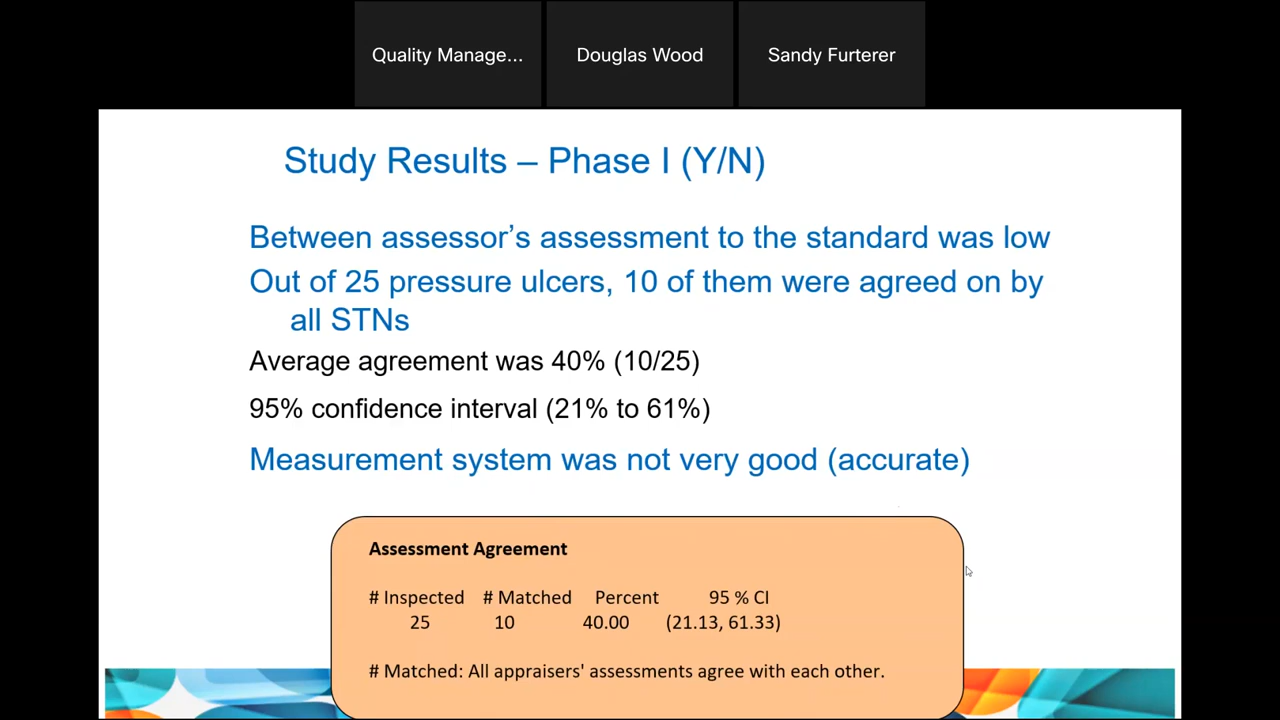 Quality Manage...
Douglas Wood
Sandy Furterer
Study Results – Phase I (Y/N)
Between assessor’s assessment to the standard was low
Out of 25 pressure ulcers, 10 of them were agreed on by
all STNs
Average agreement was 40% (10/25)
95% confidence interval (21% to 61%)
Measurement system was not very good (accurate)
Assessment Agreement
# Inspected # Matched Percent 95 % CI
25 10 40.00 (21.13, 61.33)
# Matched: All appraisers' assessments agree with each other.